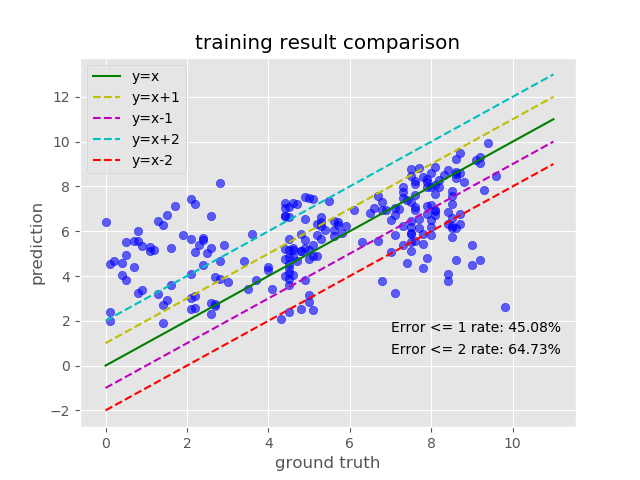 training result comparison
y=x
y=x+1
y=x-1
y=x+2
y=x-2
12
10
8
6
4
2
0
−2
prediction
Error <= 1 rate: 45.08%
Error <= 2 rate: 64.73%
0 2 4 6 8 10
ground truth